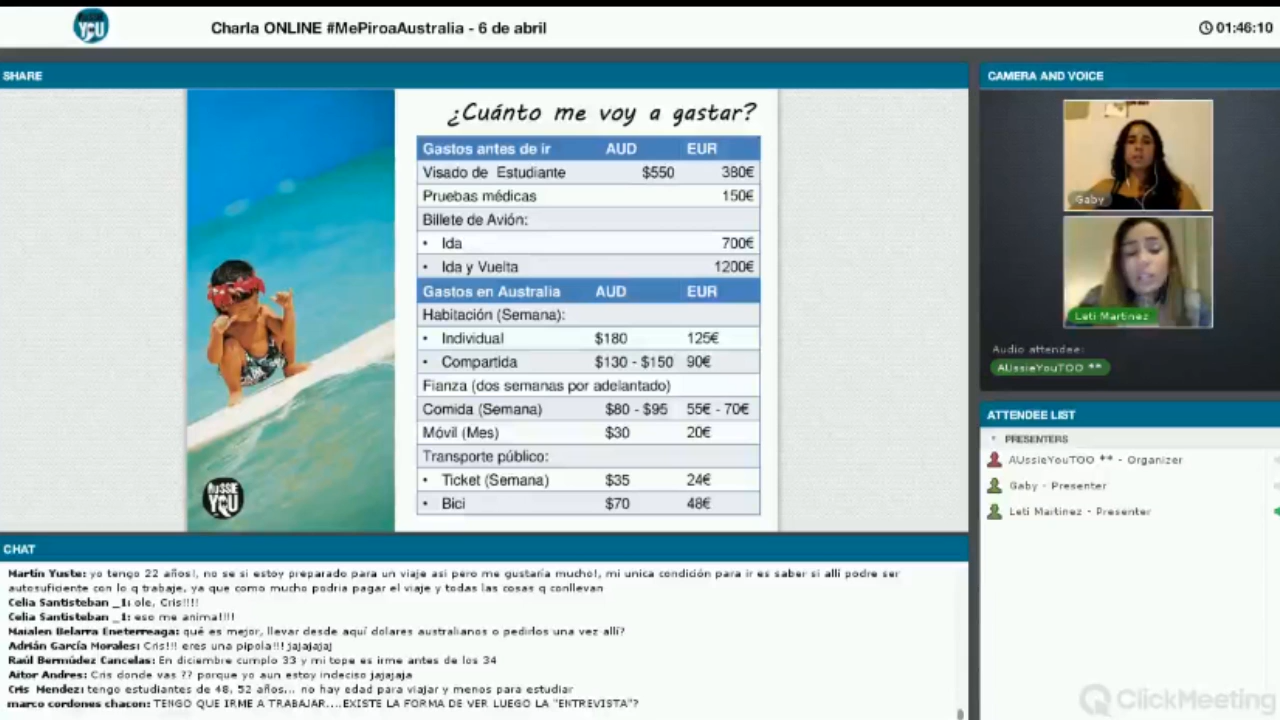 AUSSIE YOU
Charla ONLINE #MePiroaAustralia - 6 de abril
01:46:10
SHARE
¿Cuánto me voy a gastar?
Gastos antes de ir AUD EUR
Visado de Estudiante $550 380€
Pruebas médicas 150€
Billete de Avión:
• Ida 700€
• Ida y Vuelta 1200€
Gastos en Australia AUD EUR
Habitación (Semana):
• Individual $180 125€
• Compartida $130 - $150 90€
Fianza (dos semanas por adelantado)
Comida (Semana) $80 - $95 55€ - 70€
Móvil (Mes) $30 20€
Transporte público:
• Ticket (Semana) $35 24€
• Bici $70 48€
AUSSIE YOU
CAMERA AND VOICE
Gaby
Leti Martinez
Audio attendee:
AUssieYouTOO **
ATTENDEE LIST
PRESENTERS
AUssieYouTOO ** - Organizer
Gaby - Presenter
Leti Martinez - Presenter
CHAT
Martín Yuste: yo tengo 22 años!, no se si estoy preparado para un viaje asi pero me gustaría mucho!, mi unica condición para ir es saber si alli podre ser
autosuficiente con lo q trabaje, ya que como mucho podria pagar el viaje y todas las cosas q conllevan
Celia Santisteban _1: ole, Cris!!!!
Celia Santisteban _1: eso me anima!!!!
Maialen Belarra Eneterreaga: qué es mejor, llevar desde aquí dolares australianos o pedirlos una vez allí?
Adrián García Morales: Cris!!! eres una pipola!!! jajajajaj
Raúl Bermúdez Cancelas: En diciembre cumplo 33 y mi tope es irme antes de los 34
Aitor Andres: Cris donde vas ?? porque yo aun estoy indeciso jajajaja
Cris Mendez: tengo estudiantes de 48, 52 años... no hay edad para viajar y menos para estudiar
marco cordones chacon: TENGO QUE IRME A TRABAJAR....EXISTE LA FORMA DE VER LUEGO LA "ENTREVISTA"?
ClickMeeting